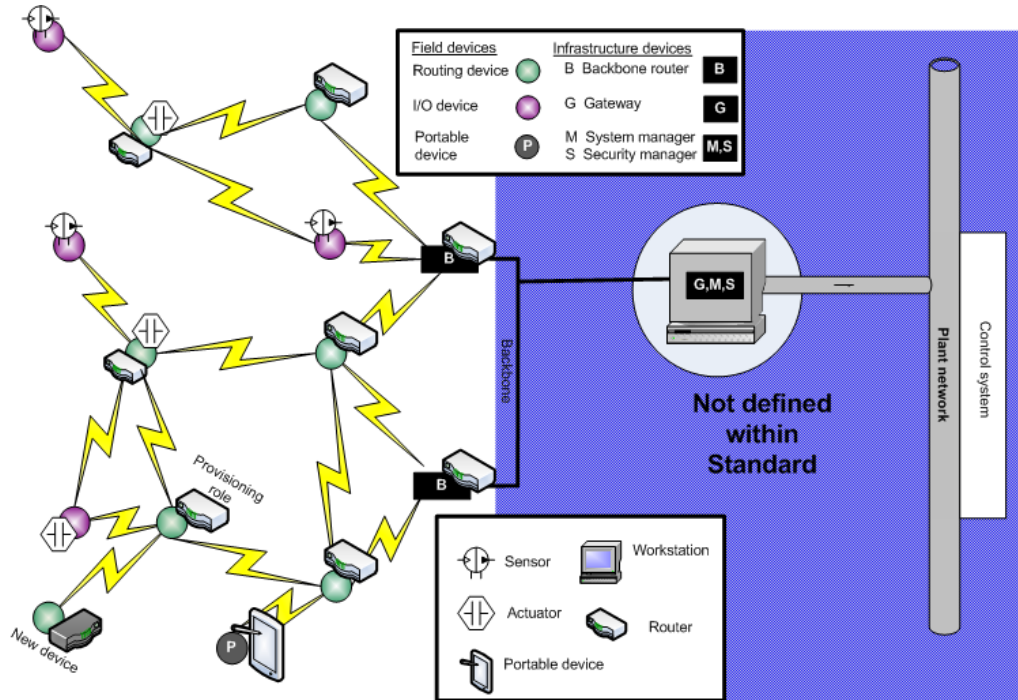 Field devices
Infrastructure devices
Routing device
B Backbone router
B
I/O device
G Gateway
G
Portable
device
P
M System manager
S Security manager
M,S
B
G,M,S
Backbone
Not defined
within
Standard
Plant network
Control system
Provisioning
role
B
New device
P
Sensor
Workstation
Actuator
Router
Portable device